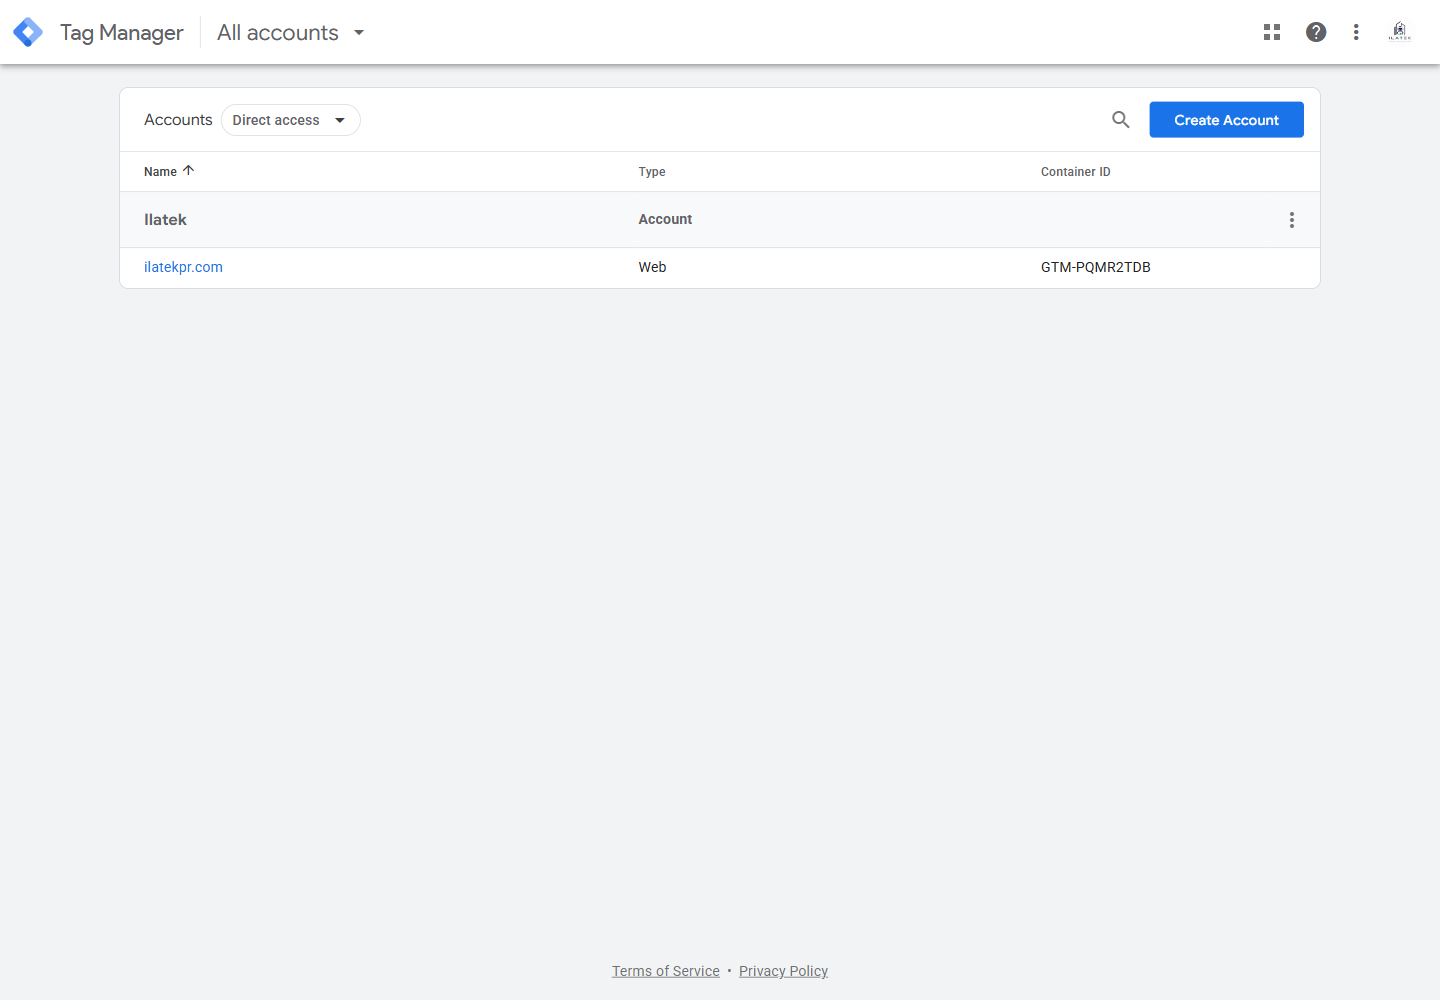 Tag Manager All accounts
ILATEK
Accounts Direct access Create Account
Name Type Container ID
Ilatek Account
ilatekpr.com Web GTM-PQMR2TDB
Terms of Service • Privacy Policy